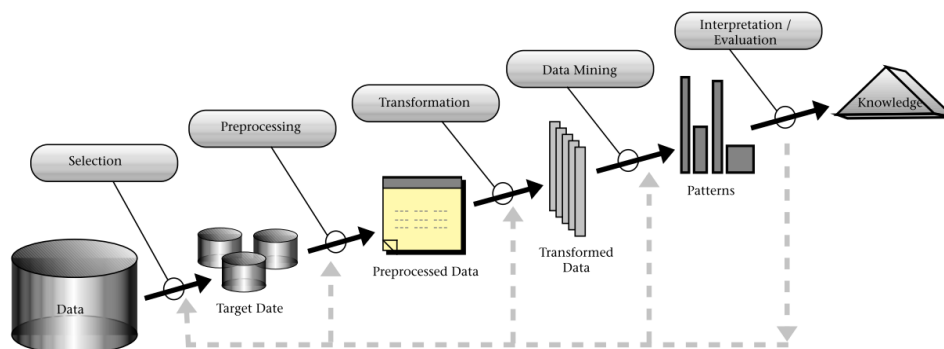 Interpretation /
Evaluation
Data Mining
Transformation
Preprocessing
Selection
Knowledge
Patterns
Transformed
Data
Preprocessed Data
Target Date
Data